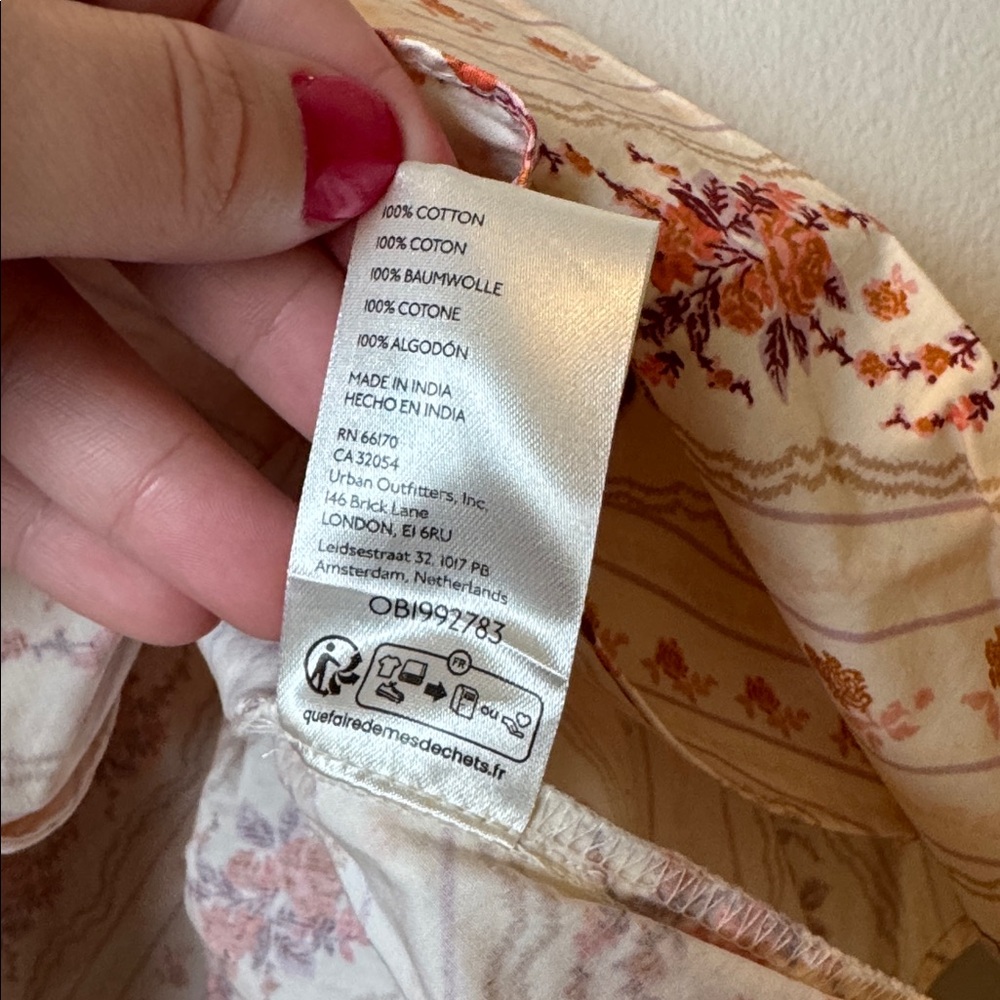 100% COTTON
100% COTON
100% BAUMWOLLE
100% COTONE
100% ALGODÓN
MADE IN INDIA
HECHO EN INDIA
RN 66170
CA 32054
Urban Outfitters, Inc.
146 Brick Lane
LONDON, E1 6RU
Leidsestraat 32, 1017 PB
Amsterdam, Netherlands
OB1992783
FR
ou
quefairedemesdechets.fr